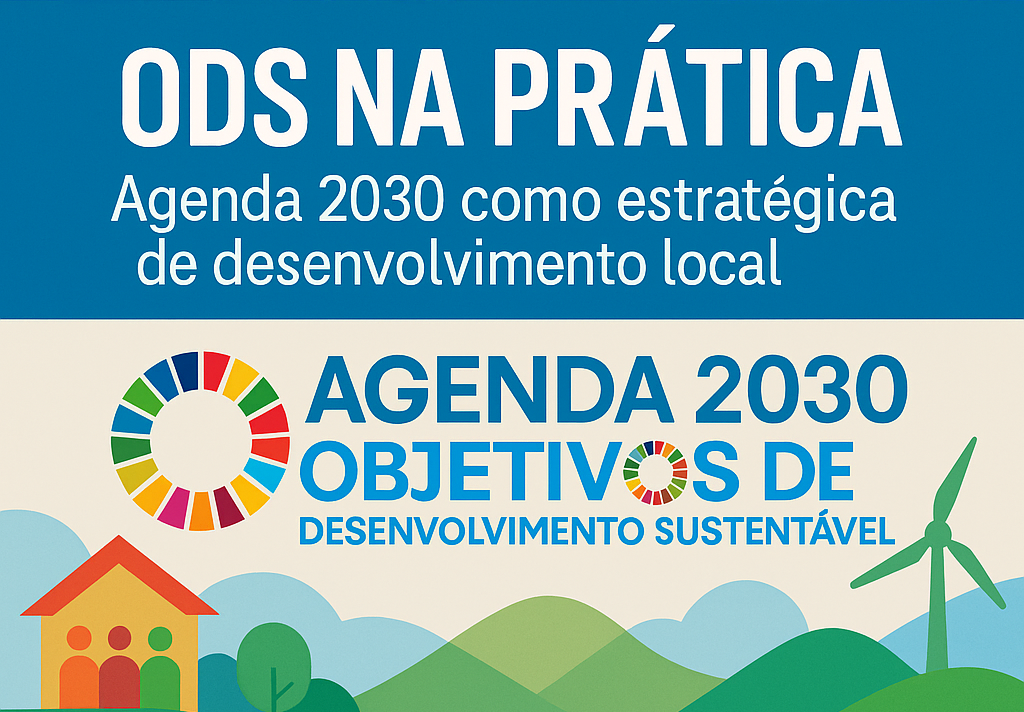 ODS NA PRÁTICA
Agenda 2030 como estratégica
de desenvolvimento local
AGENDA 2030
OBJETIVOS DE
DESENVOLVIMENTO SUSTENTÁVEL